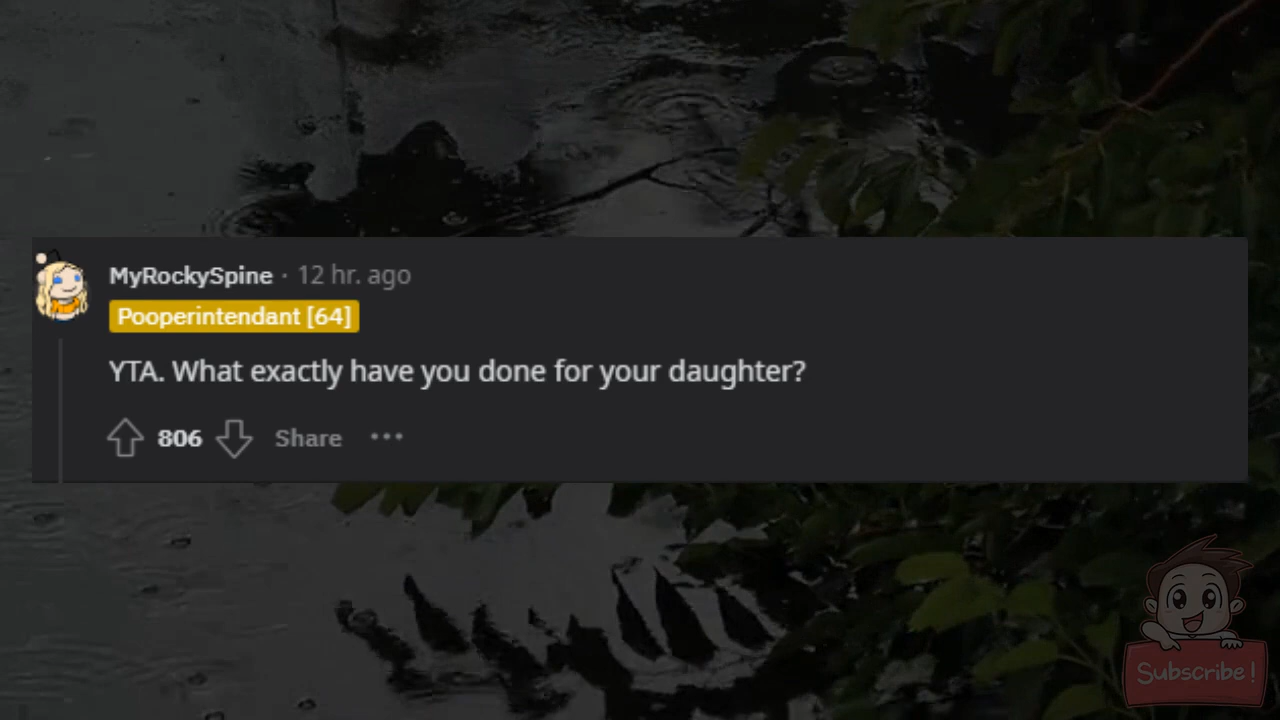 MyRockySpine · 12 hr. ago
Pooperintendant [64]
YTA. What exactly have you done for your daughter?
806 Share ···
Subscribe!